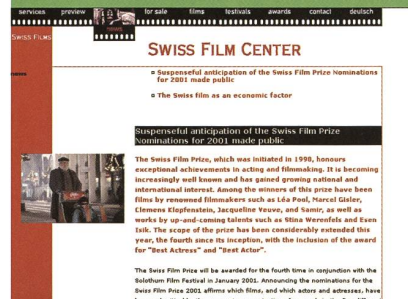 services preview news for sale films festivals awards contact deutsch
SWISS FILMS
SWISS FILM CENTER
news
Suspenseful anticipation of the Swiss Film Prize Nominations
for 2001 made public
The Swiss film as an economic factor
Suspenseful anticipation of the Swiss Film Prize
Nominations for 2001 made public
The Swiss Film Prize, which was initiated in 1998, honours
exceptional achievements in acting and filmmaking. It is becoming
increasingly well known and has gained growing national and
international interest. Among the winners of this prize have been
films by renowned filmmakers such as Léa Pool, Marcel Gisler,
Clemens Klopfenstein, Jacqueline Veuve, and Samir, as well as
works by up-and-coming talents such as Stina Werenfels and Esen
Isik. The scope of the prize has been considerably extended this
year, the fourth since its inception, with the inclusion of the award
for "Best Actress" and "Best Actor".
The Swiss Film Prize will be awarded for the fourth time in conjunction with the
Solothurn Film Festival in January 2001. Announcing the nominations for the
Swiss Film Prize 2001 affirms which films, and which actors and actresses, have